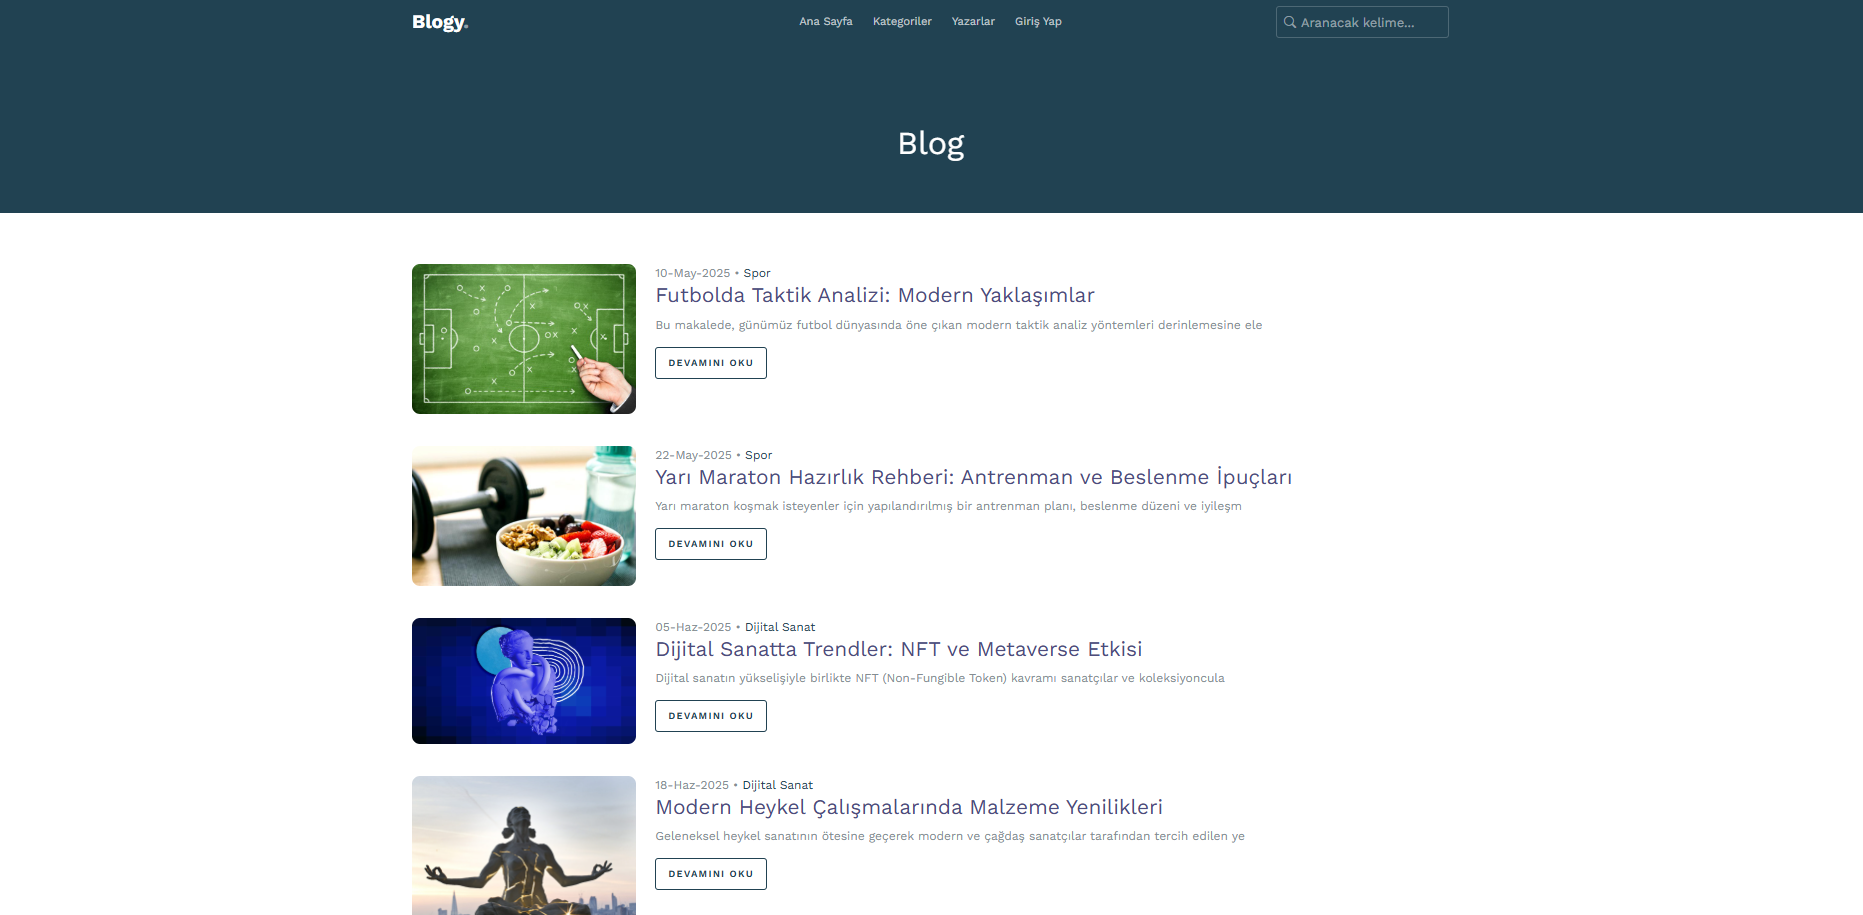 Blogy.
Ana Sayfa
Kategoriler
Yazarlar
Giriş Yap
Aranacak kelime...
Blog
10-May-2025 • Spor
Futbolda Taktik Analizi: Modern Yaklaşımlar
Bu makalede, günümüz futbol dünyasında öne çıkan modern taktik analiz yöntemleri derinlemesine ele
DEVAMINI OKU
22-May-2025 • Spor
Yarı Maraton Hazırlık Rehberi: Antrenman ve Beslenme İpuçları
Yarı maraton koşmak isteyenler için yapılandırılmış bir antrenman planı, beslenme düzeni ve iyileşm
DEVAMINI OKU
05-Haz-2025 • Dijital Sanat
Dijital Sanatta Trendler: NFT ve Metaverse Etkisi
Dijital sanatın yükselişiyle birlikte NFT (Non-Fungible Token) kavramı sanatçılar ve koleksiyoncula
DEVAMINI OKU
18-Haz-2025 • Dijital Sanat
Modern Heykel Çalışmalarında Malzeme Yenilikleri
Geleneksel heykel sanatının ötesine geçerek modern ve çağdaş sanatçılar tarafından tercih edilen ye
DEVAMINI OKU